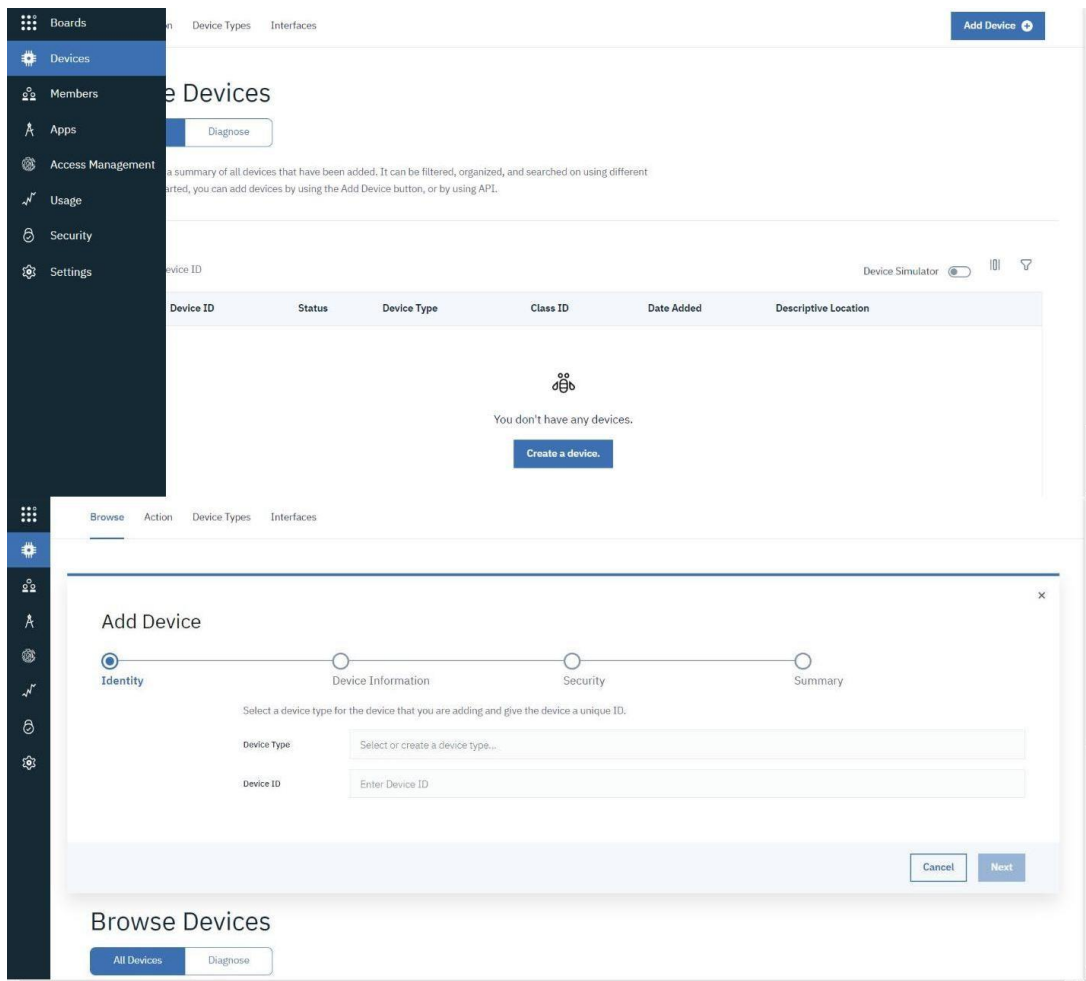 Boards
n Device Types Interfaces
Add Device
Devices
Members
e Devices
Apps
Diagnose
Access Management
a summary of all devices that have been added. It can be filtered, organized, and searched on using different
arted, you can add devices by using the Add Device button, or by using API.
Usage
Security
Settings
evice ID
Device Simulator
Device ID Status Device Type Class ID Date Added Descriptive Location
You don't have any devices.
Create a device.
Browse Action Device Types Interfaces
Add Device
Identity Device Information Security Summary
Select a device type for the device that you are adding and give the device a unique ID.
Device Type Select or create a device type...
Device ID Enter Device ID
Cancel Next
Browse Devices
All Devices Diagnose